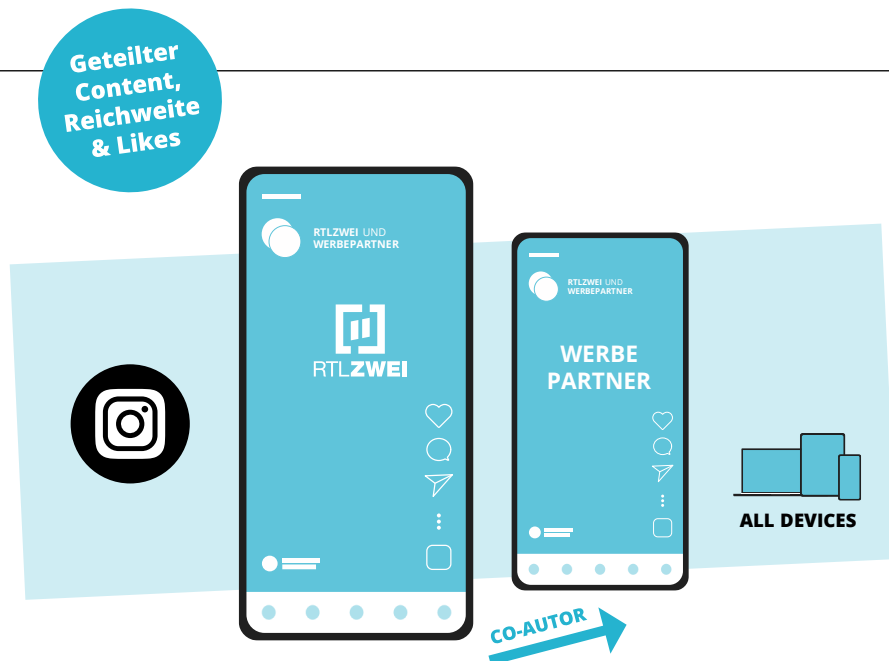 Geteilter
Content,
Reichweite
& Likes
RTLZWEI UND
WERBEPARTNER
RTLZWEI
RTLZWEI UND
WERBEPARTNER
WERBE
PARTNER
ALL DEVICES
CO-AUTOR